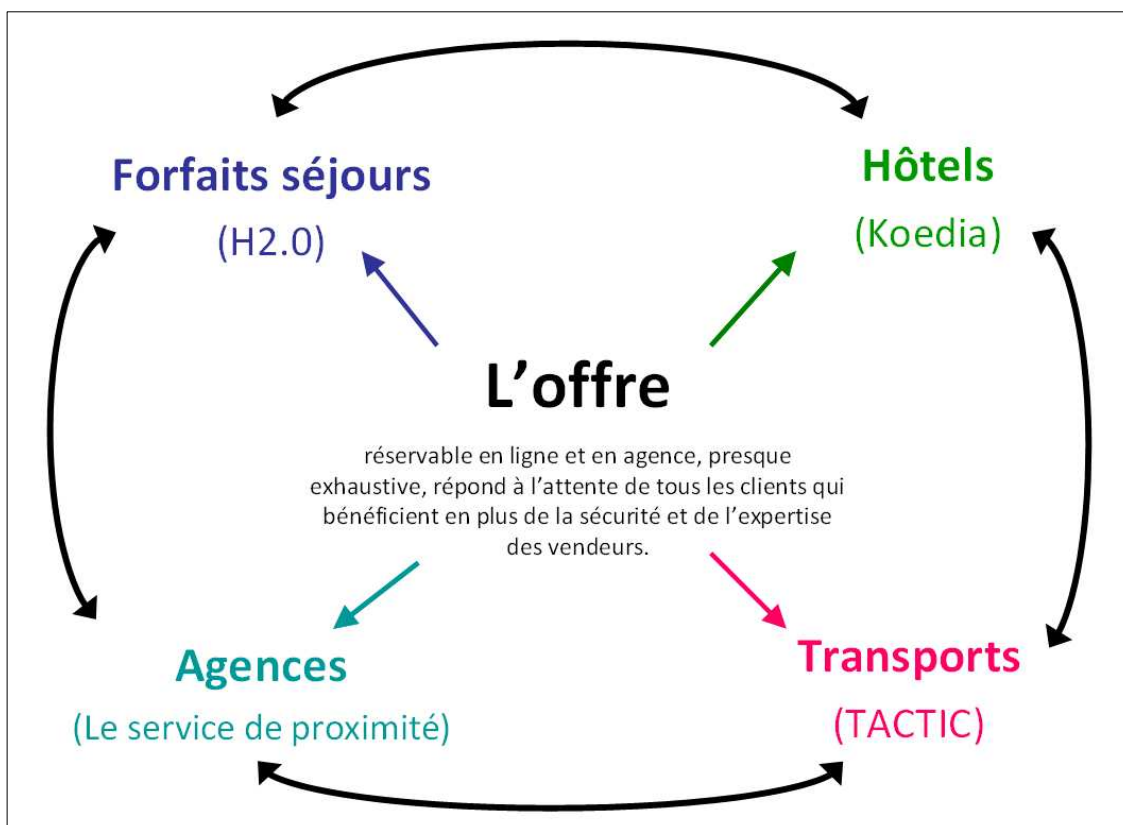 Forfaits séjours
(H2.0)
Hôtels
(Koedia)
L’offre
réservable en ligne et en agence, presque
exhaustive, répond à l’attente de tous les clients qui
bénéficient en plus de la sécurité et de l’expertise
des vendeurs.
Agences
(Le service de proximité)
Transports
(TACTIC)